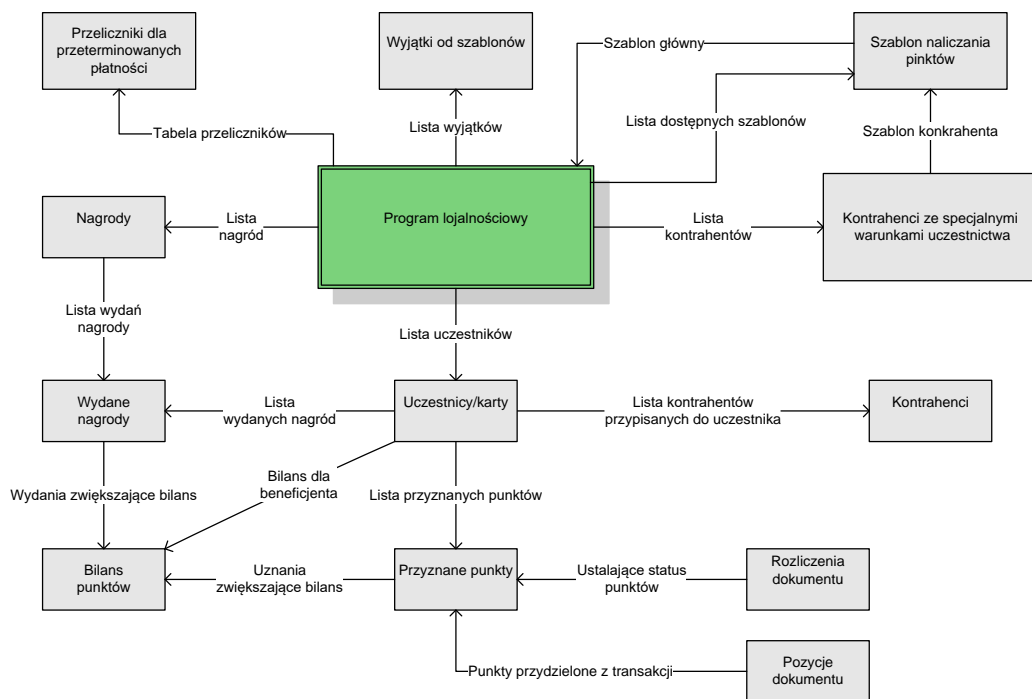 Przeliczniki dla
przeterminowanych
płatności
Wyjątki od szablonów
Szablon główny
Szablon naliczania
pinktów
Tabela przeliczników
Lista wyjątków
Lista dostępnych szablonów
Szablon konkrahenta
Nagrody
Lista
nagród
Program lojalnościowy
Lista
kontrahentów
Kontrahenci ze specjalnymi
warunkami uczestnictwa
Lista wydań
nagrody
Lista uczestników
Wydane
nagrody
Lista
wydanych nagród
Uczestnicy/karty
Lista kontrahentów
przypisanych do uczestnika
Kontrahenci
Wydania zwiększające bilans
Bilans dla
beneficjenta
Lista przyznanych punktów
Bilans
punktów
Uznania
zwiększające bilans
Przyznane punkty
Ustalające status
punktów
Rozliczenia
dokumentu
Punkty przydzielone z transakcji
Pozycje
dokumentu